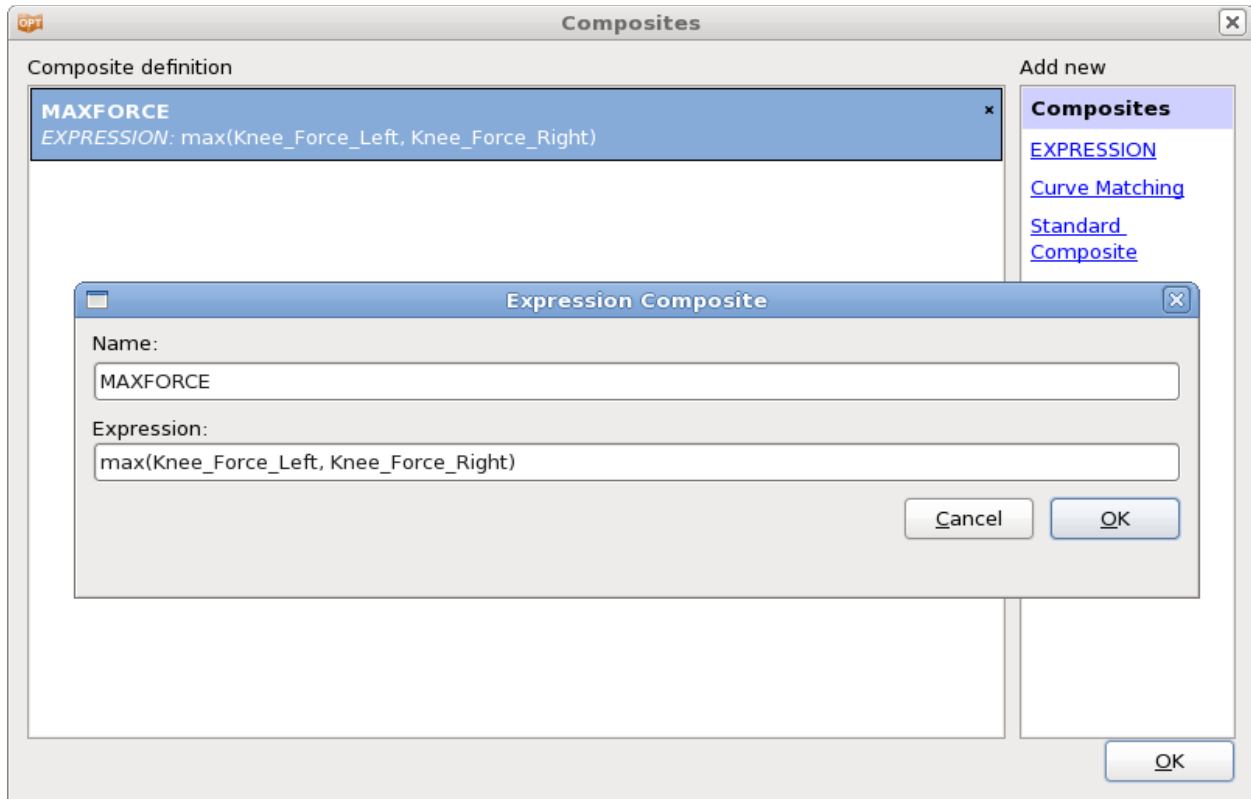 OPT
Composites
Composite definition
Add new
MAXFORCE
EXPRESSION: max(Knee_Force_Left, Knee_Force_Right)
Composites
EXPRESSION
Curve Matching
Standard
Composite
Expression Composite
Name:
MAXFORCE
Expression:
max(Knee_Force_Left, Knee_Force_Right)
Cancel
OK
OK